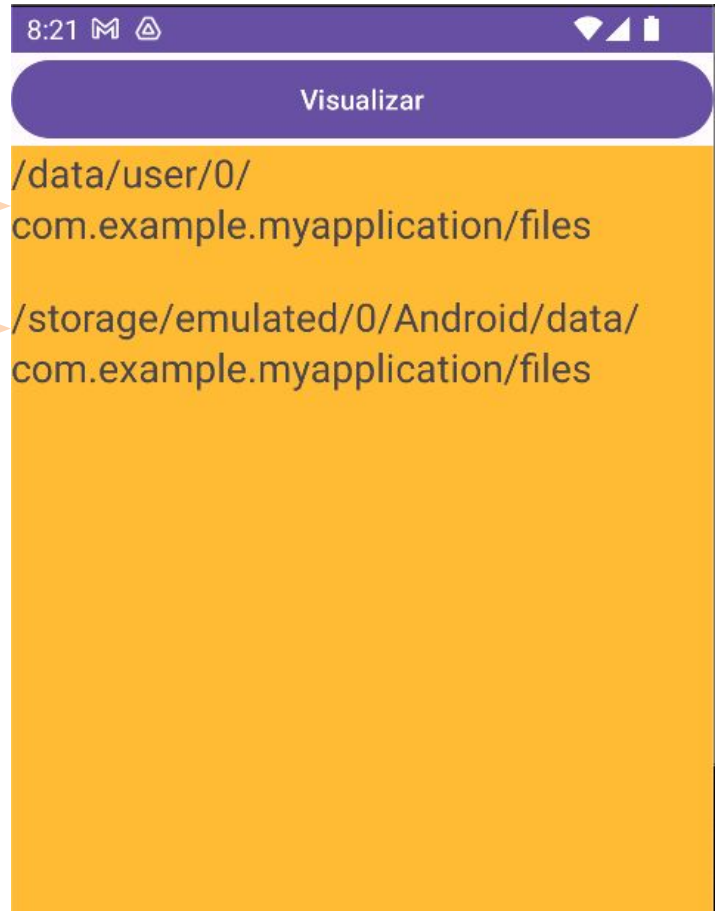 8:21
Visualizar
/data/user/0/
com.example.myapplication/files
/storage/emulated/0/Android/data/
com.example.myapplication/files